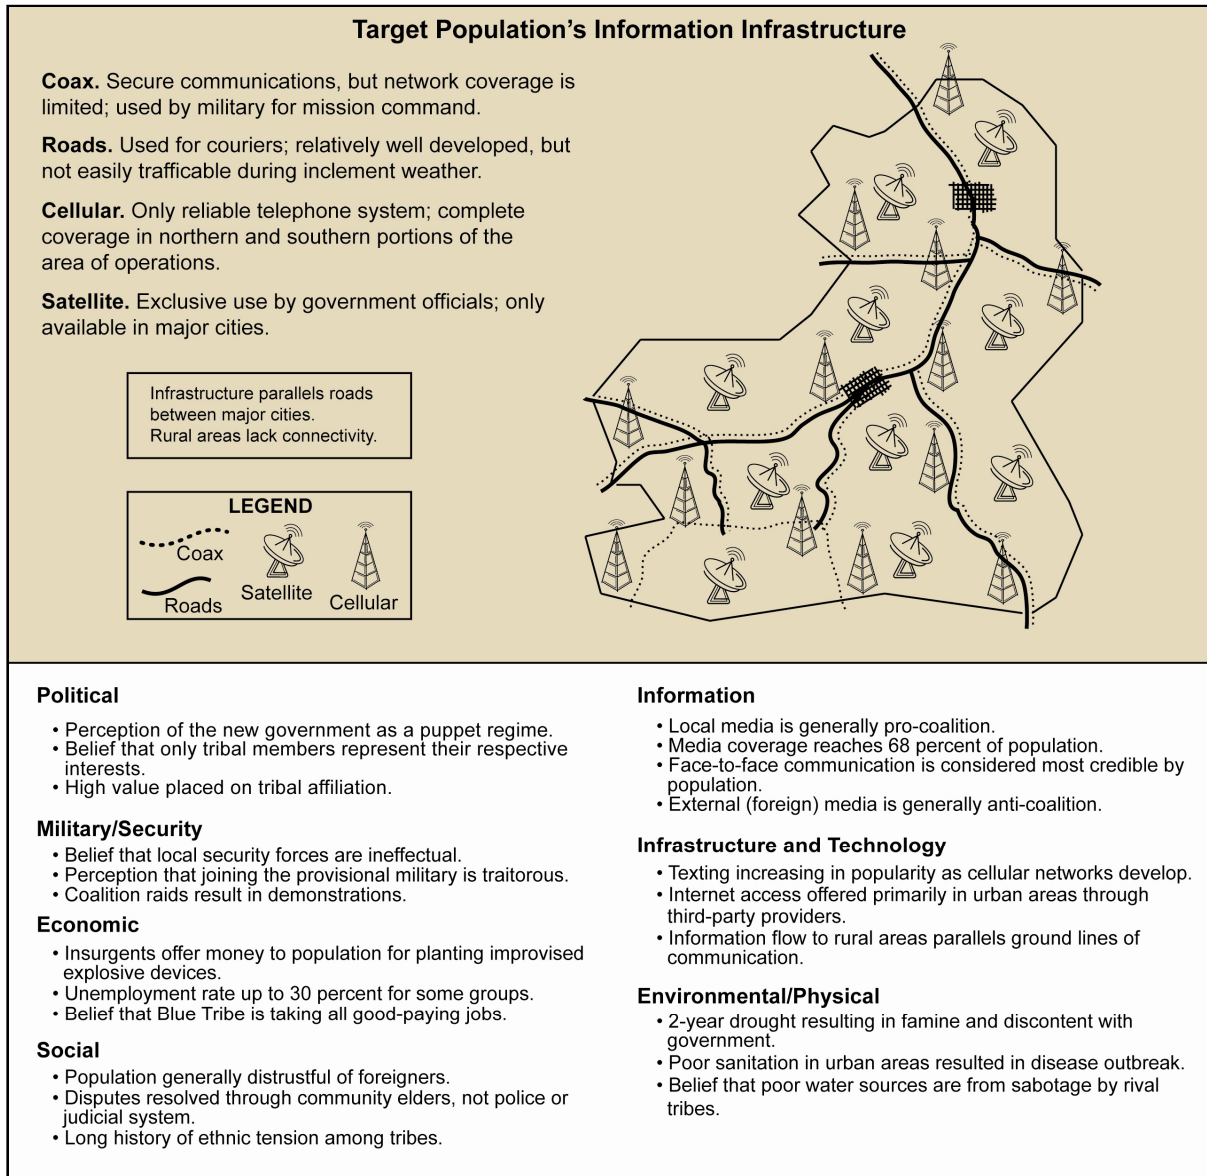 Target Population’s Information Infrastructure
Coax. Secure communications, but network coverage is
limited; used by military for mission command.
Roads. Used for couriers; relatively well developed, but
not easily trafficable during inclement weather.
Cellular. Only reliable telephone system; complete
coverage in northern and southern portions of the
area of operations.
Satellite. Exclusive use by government officials; only
available in major cities.
Infrastructure parallels roads
between major cities.
Rural areas lack connectivity.
LEGEND
Coax
Roads
Satellite
Cellular
Political
• Perception of the new government as a puppet regime.
• Belief that only tribal members represent their respective
interests.
• High value placed on tribal affiliation.
Military/Security
• Belief that local security forces are ineffectual.
• Perception that joining the provisional military is traitorous.
• Coalition raids result in demonstrations.
Economic
• Insurgents offer money to population for planting improvised
explosive devices.
• Unemployment rate up to 30 percent for some groups.
• Belief that Blue Tribe is taking all good-paying jobs.
Social
• Population generally distrustful of foreigners.
• Disputes resolved through community elders, not police or
judicial system.
• Long history of ethnic tension among tribes.
Information
• Local media is generally pro-coalition.
• Media coverage reaches 68 percent of population.
• Face-to-face communication is considered most credible by
population.
• External (foreign) media is generally anti-coalition.
Infrastructure and Technology
• Texting increasing in popularity as cellular networks develop.
• Internet access offered primarily in urban areas through
third-party providers.
• Information flow to rural areas parallels ground lines of
communication.
Environmental/Physical
• 2-year drought resulting in famine and discontent with
government.
• Poor sanitation in urban areas resulted in disease outbreak.
• Belief that poor water sources are from sabotage by rival
tribes.